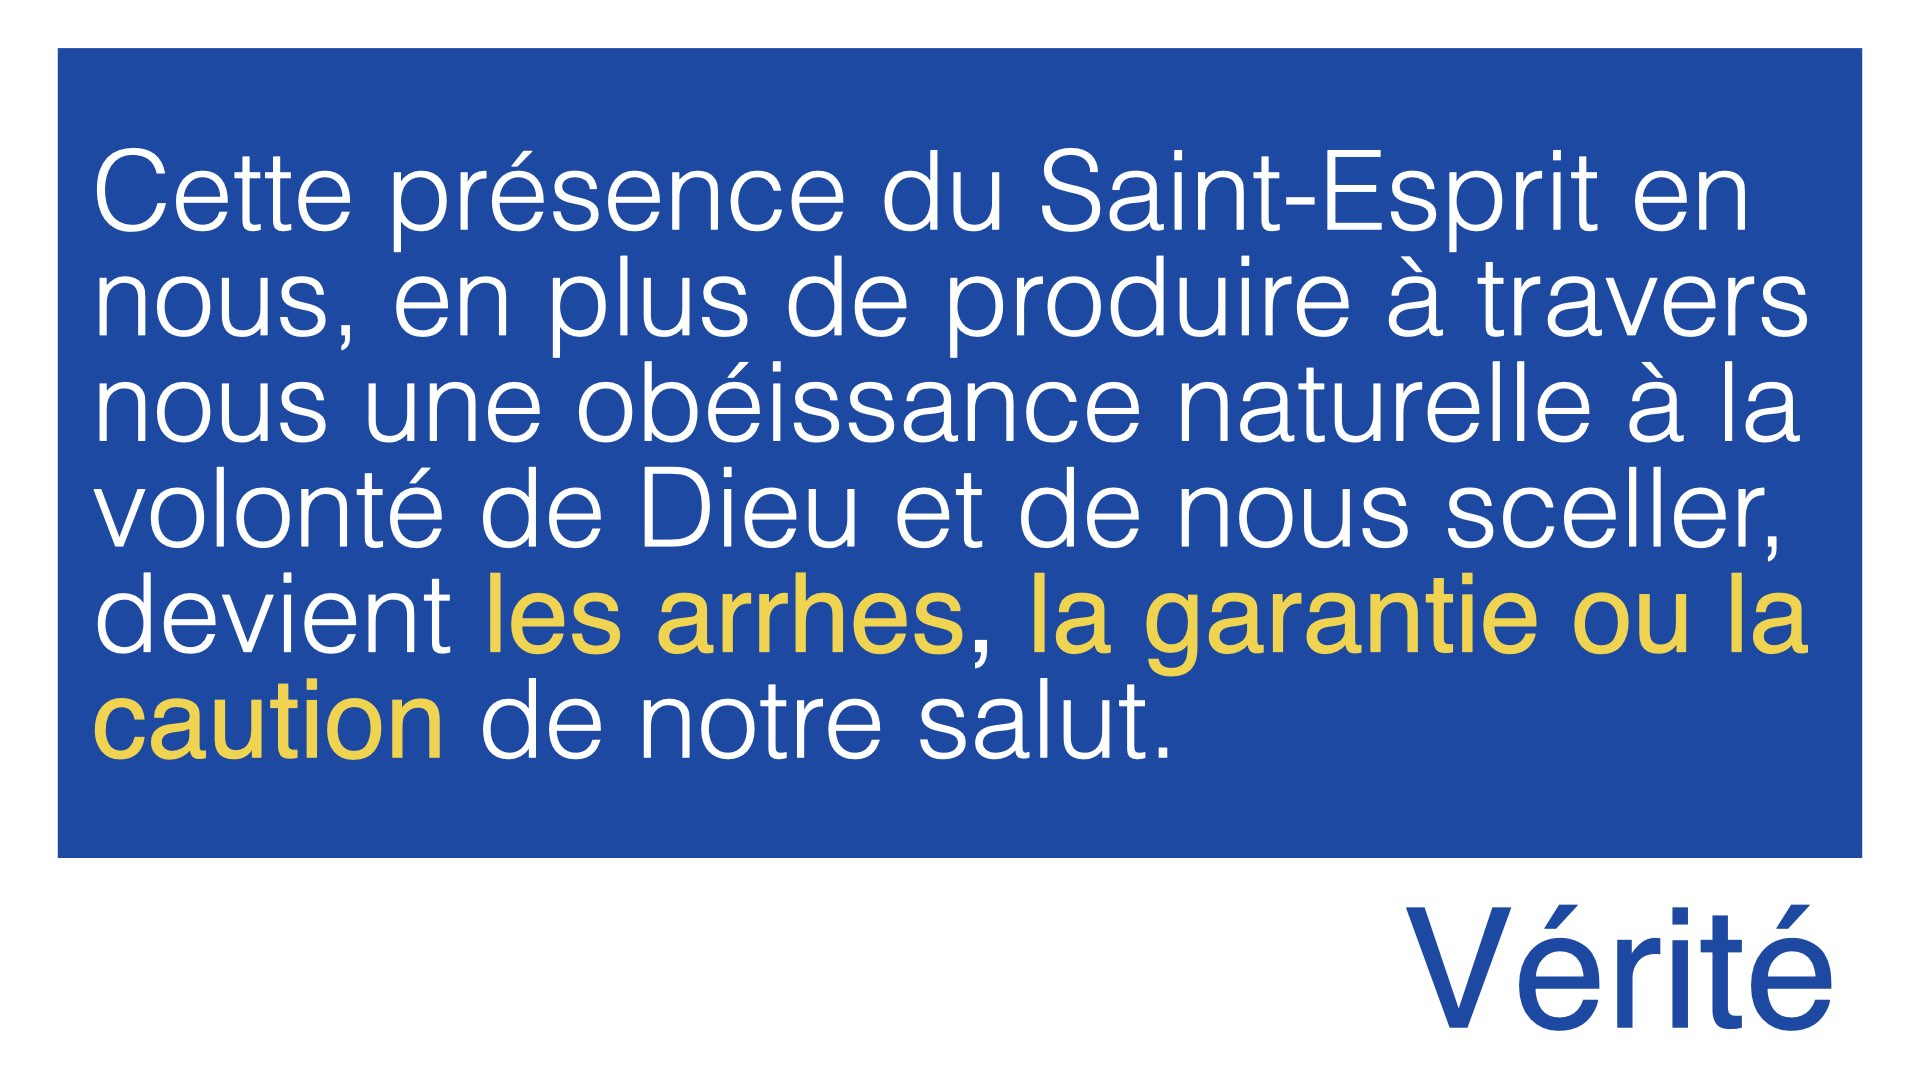 Cette présence du Saint-Esprit en
nous, en plus de produire à travers
nous une obéissance naturelle à la
volonté de Dieu et de nous sceller,
devient les arrhes, la garantie ou la
caution de notre salut.
Vérité